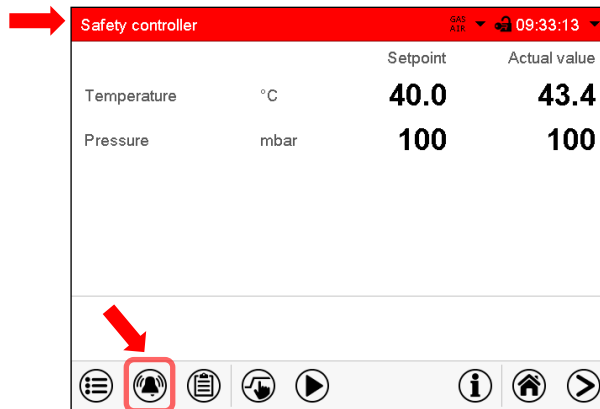 Safety controller GAS AIR 09:33:13
Setpoint Actual value
Temperature °C 40.0 43.4
Pressure mbar 100 100
i